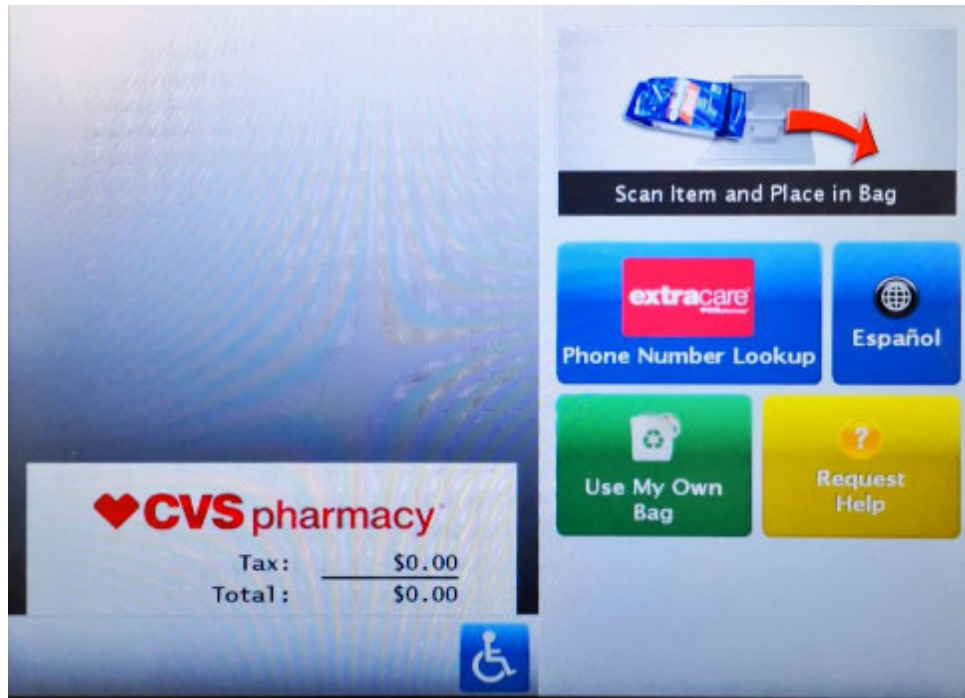 Scan Item and Place in Bag
extracare
Phone Number Lookup
Español
Use My Own
Bag
?
Request
Help
CVS pharmacy
Tax: $0.00
Total: $0.00